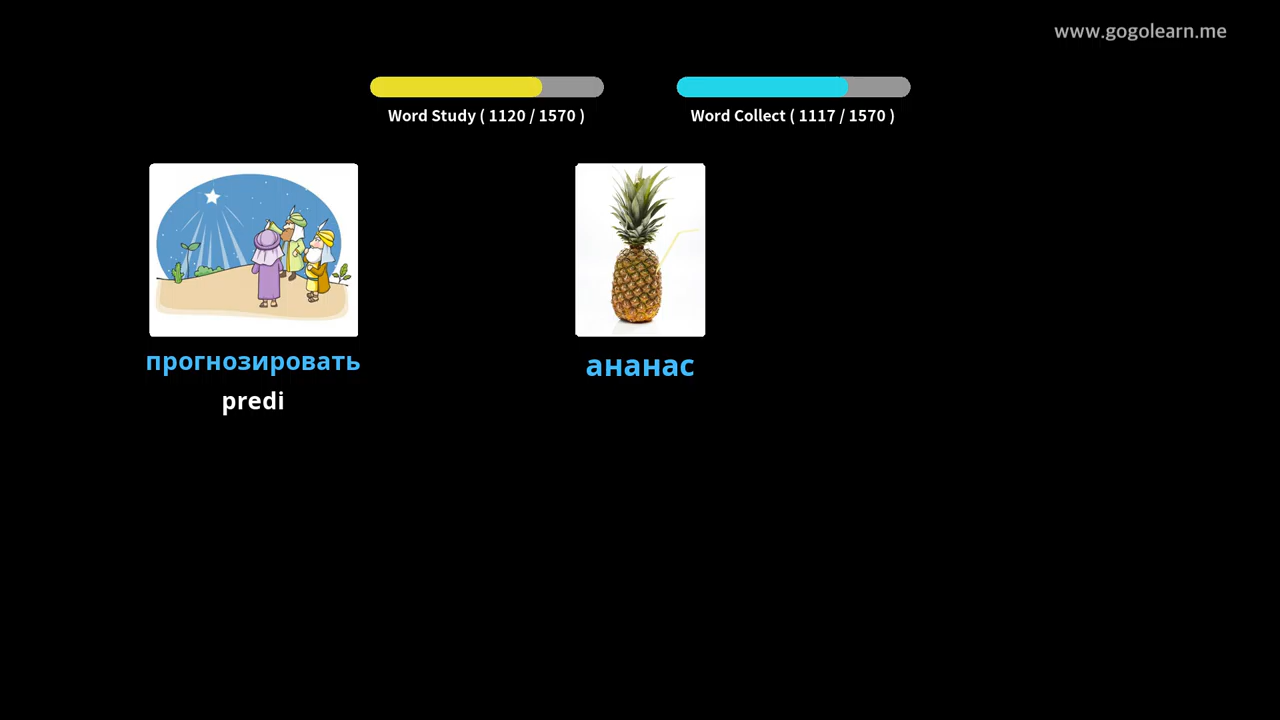 www.gogolearn.me
Word Study ( 1120 / 1570 )
Word Collect ( 1117 / 1570 )
прогнозировать
predi
ананас